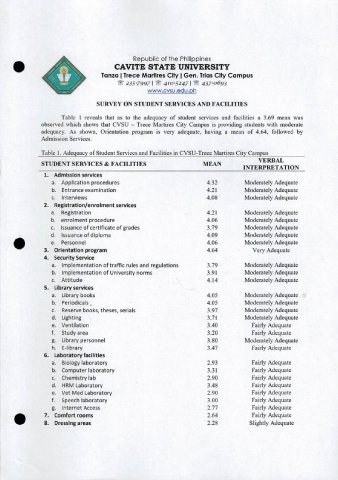 Republic of the Philippines
CAVITE STATE UNIVERSITY
Tanza | Trece Martires City | Gen. Trias City Campus
☏ 235-7997 | ☏ 410-5247 | ☏ 437-0693
www.cvsu.edu.ph
SURVEY ON STUDENT SERVICES AND FACILITIES
Table 1 reveals that as to the adequacy of student services and facilities a 3.69 mean was
observed which shows that CVSU – Trece Martires City Campus is providing students with moderate
adequacy. As shown, Orientation program is very adequate, having a mean of 4.64, followed by
Admission Services.
Table 1. Adequacy of Student Services and Facilities in CVSU-Trece Martires City Campus
STUDENT SERVICES & FACILITIES MEAN VERBAL INTERPRETATION
1. Admission services
a. Application procedures 4.32 Moderately Adequate
b. Entrance examination 4.21 Moderately Adequate
c. Interviews 4.08 Moderately Adequate
2. Registration/enrolment services
a. Registration 4.21 Moderately Adequate
b. enrolment procedure 4.06 Moderately Adequate
c. Issuance of certificate of grades 3.79 Moderately Adequate
d. Issuance of diploma 4.09 Moderately Adequate
e. Personnel 4.06 Moderately Adequate
3. Orientation program 4.64 Very Adequate
4. Security Service
a. Implementation of traffic rules and regulations 3.79 Moderately Adequate
b. Implementation of University norms 3.91 Moderately Adequate
c. Attitude 4.14 Moderately Adequate
5. Library services
a. Library books 4.05 Moderately Adequate
b. Periodicals 4.05 Moderately Adequate
c. Reserve books, theses, serials 3.97 Moderately Adequate
d. Lighting 3.71 Moderately Adequate
e. Ventilation 3.40 Fairly Adequate
f. Study area 3.20 Fairly Adequate
g. Library personnel 3.80 Moderately Adequate
h. E-library 3.47 Fairly Adequate
6. Laboratory facilities
a. Biology laboratory 2.93 Fairly Adequate
b. Computer laboratory 3.31 Fairly Adequate
c. Chemistry lab 2.90 Fairly Adequate
d. HRM Laboratory 3.48 Fairly Adequate
e. Vet Med Laboratory 2.90 Fairly Adequate
f. Speech laboratory 3.00 Fairly Adequate
g. Internet Access 2.77 Fairly Adequate
7. Comfort rooms 2.64 Fairly Adequate
8. Dressing areas 2.28 Slightly Adequate